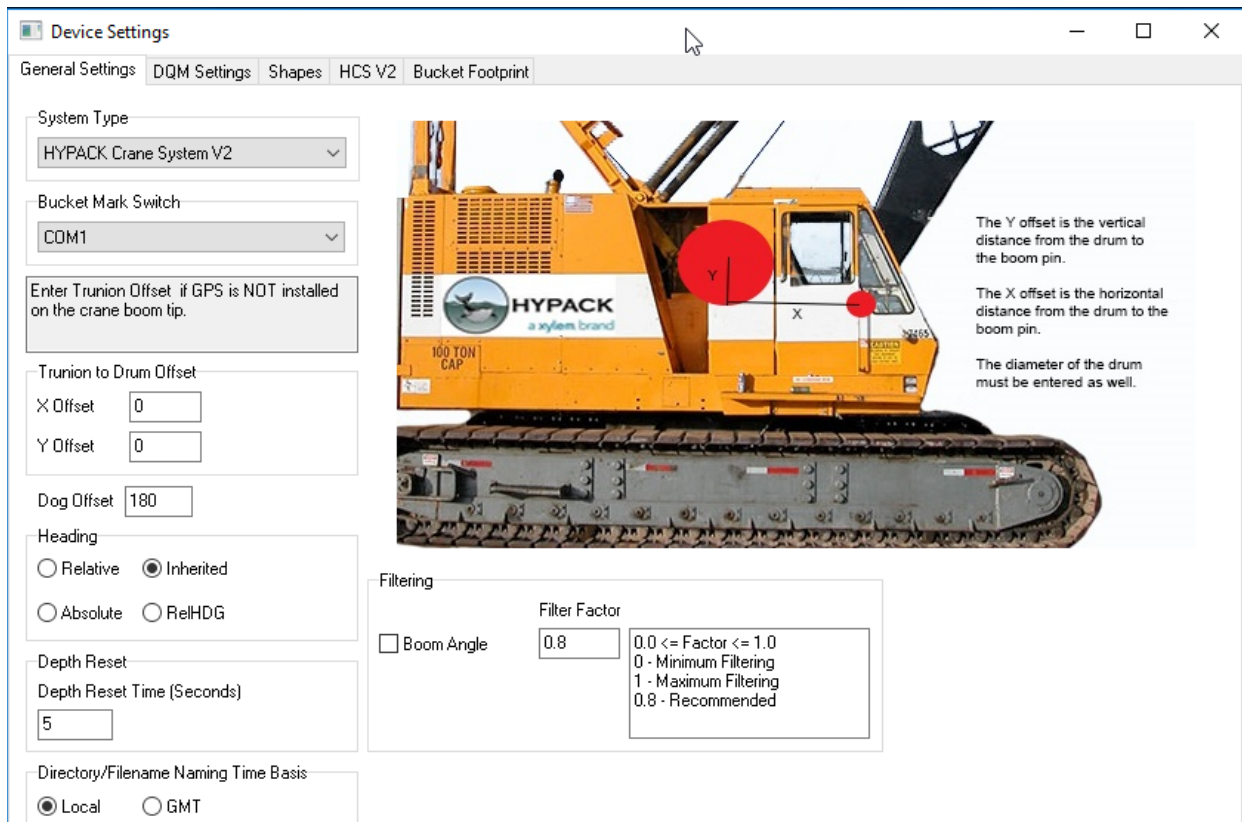 Device Settings
General Settings DQM Settings Shapes HCS V2 Bucket Footprint
System Type
HYPACK Crane System V2
Bucket Mark Switch
COM1
Enter Trunion Offset if GPS is NOT installed
on the crane boom tip.
Trunion to Drum Offset
X Offset 0
Y Offset 0
Dog Offset 180
Heading
Relative Inherited
Absolute RelHDG
Depth Reset
Depth Reset Time (Seconds)
5
Directory/Filename Naming Time Basis
Local GMT
Y
X
HYPACK
a xylem brand
100 TON
CAP
CAUTION
The Y offset is the vertical
distance from the drum to
the boom pin.
The X offset is the horizontal
distance from the drum to the
boom pin.
The diameter of the drum
must be entered as well.
Filtering
Filter Factor
Boom Angle 0.8
0.0 <= Factor <= 1.0
0 - Minimum Filtering
1 - Maximum Filtering
0.8 - Recommended